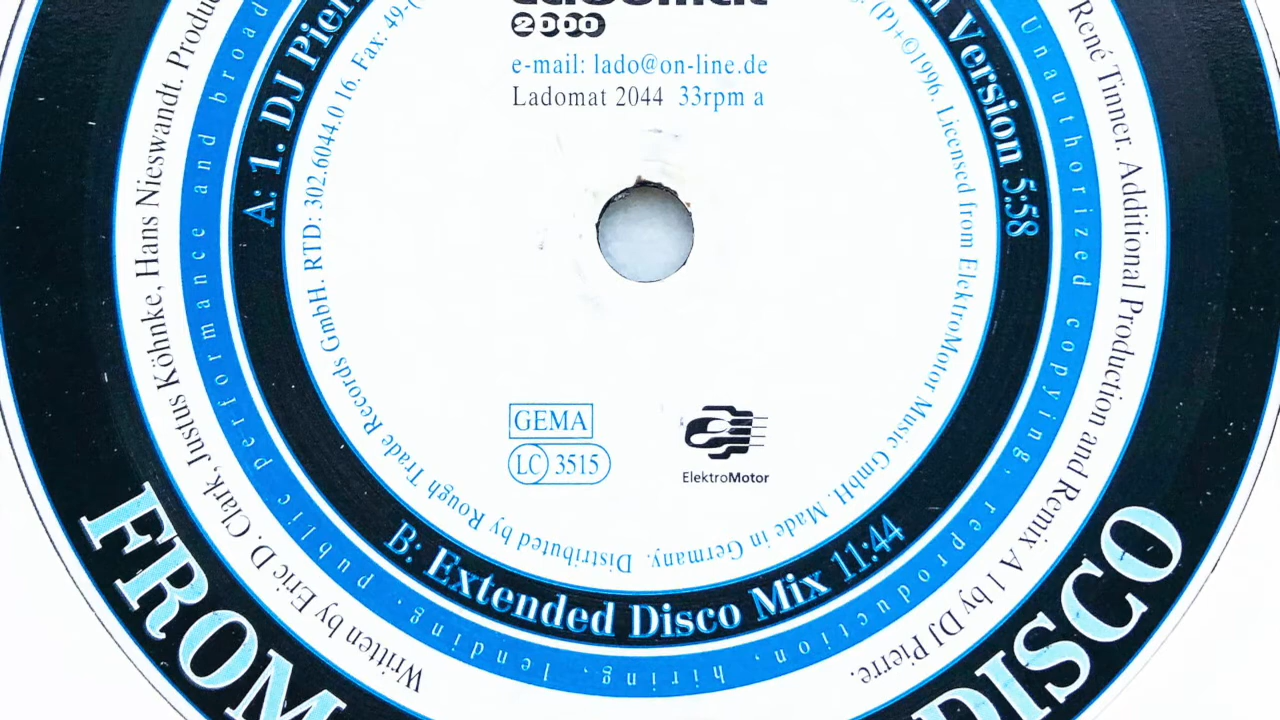 2000
e-mail: lado@on-line.de
Ladomat 2044 33rpm a
GEMA
LC 3515
ElektroMotor
RTD: 302.6044.0 16. Fax: 49-(
(P)+©1996. Licensed from ElektroMotor Music GmbH. Made in Germany. Distributed by Rough Trade Records GmbH.
A: 1. DJ Pier
Version 5:58
B: Extended Disco Mix 11:44
Unauthorized copying, reproduction, hiring, lending, public performance and broad
Written by Eric D. Clark, Justus Köhnke, Hans Nieswandt. Produc
René Tinner. Additional Production and Remix A 1 by DJ Pierre.
FROM
DISCO